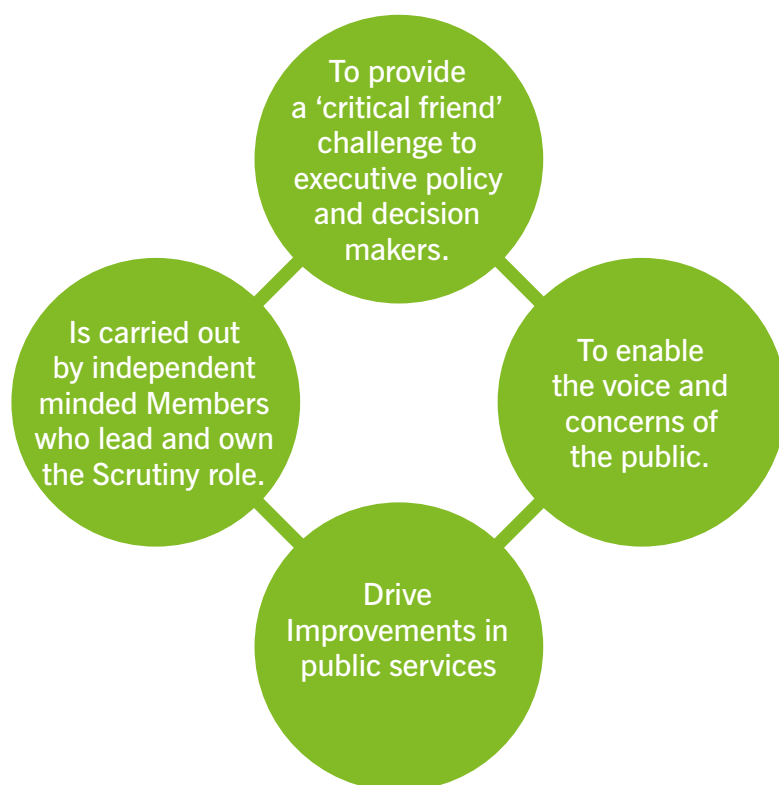 To provide
a ‘critical friend’
challenge to
executive policy
and decision
makers.
Is carried out
by independent
minded Members
who lead and own
the Scrutiny role.
To enable
the voice and
concerns of
the public.
Drive
Improvements in
public services